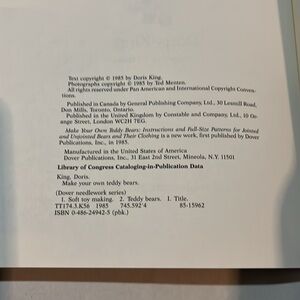 Text copyright © 1985 by Doris King.
Photographs copyright © 1985 by Ted Menten.
All rights reserved under Pan American and International Copyright Conven-
tions.
Published in Canada by General Publishing Company, Ltd., 30 Lesmill Road,
Don Mills, Toronto, Ontario.
Published in the United Kingdom by Constable and Company, Ltd., 10 Or-
ange Street, London WC2H 7EG.
Make Your Own Teddy Bears: Instructions and Full-Size Patterns for Jointed
and Unjointed Bears and Their Clothing is a new work, first published by Dover
Publications, Inc., in 1985.
Manufactured in the United States of America
Dover Publications, Inc., 31 East 2nd Street, Mineola, N.Y. 11501
Library of Congress Cataloging-in-Publication Data
King, Doris.
Make your own teddy bears.
(Dover needlework series)
1. Soft toy making. 2. Teddy bears. I. Title.
TT174.3.K56 1985 745.592'4 85-15962
ISBN 0-486-24942-5 (pbk.)